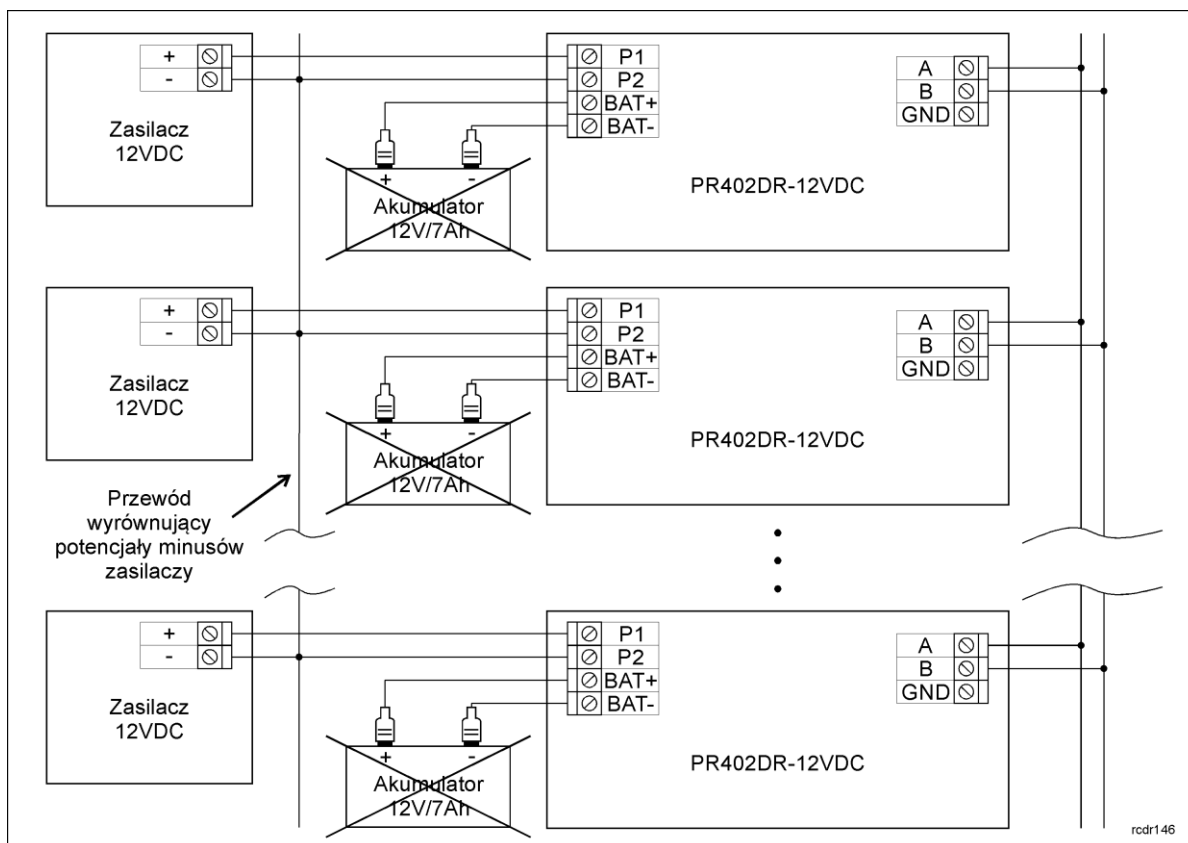 +
-
Zasilacz
12VDC
P1
P2
BAT+
BAT-
+ -
Akumulator
12V/7Ah
A
B
GND
PR402DR-12VDC
+
-
Zasilacz
12VDC
P1
P2
BAT+
BAT-
+ -
Akumulator
12V/7Ah
A
B
GND
PR402DR-12VDC
Przewód
wyrównujący
potencjały minusów
zasilaczy
+
-
Zasilacz
12VDC
P1
P2
BAT+
BAT-
+ -
Akumulator
12V/7Ah
A
B
GND
PR402DR-12VDC
rcdr146